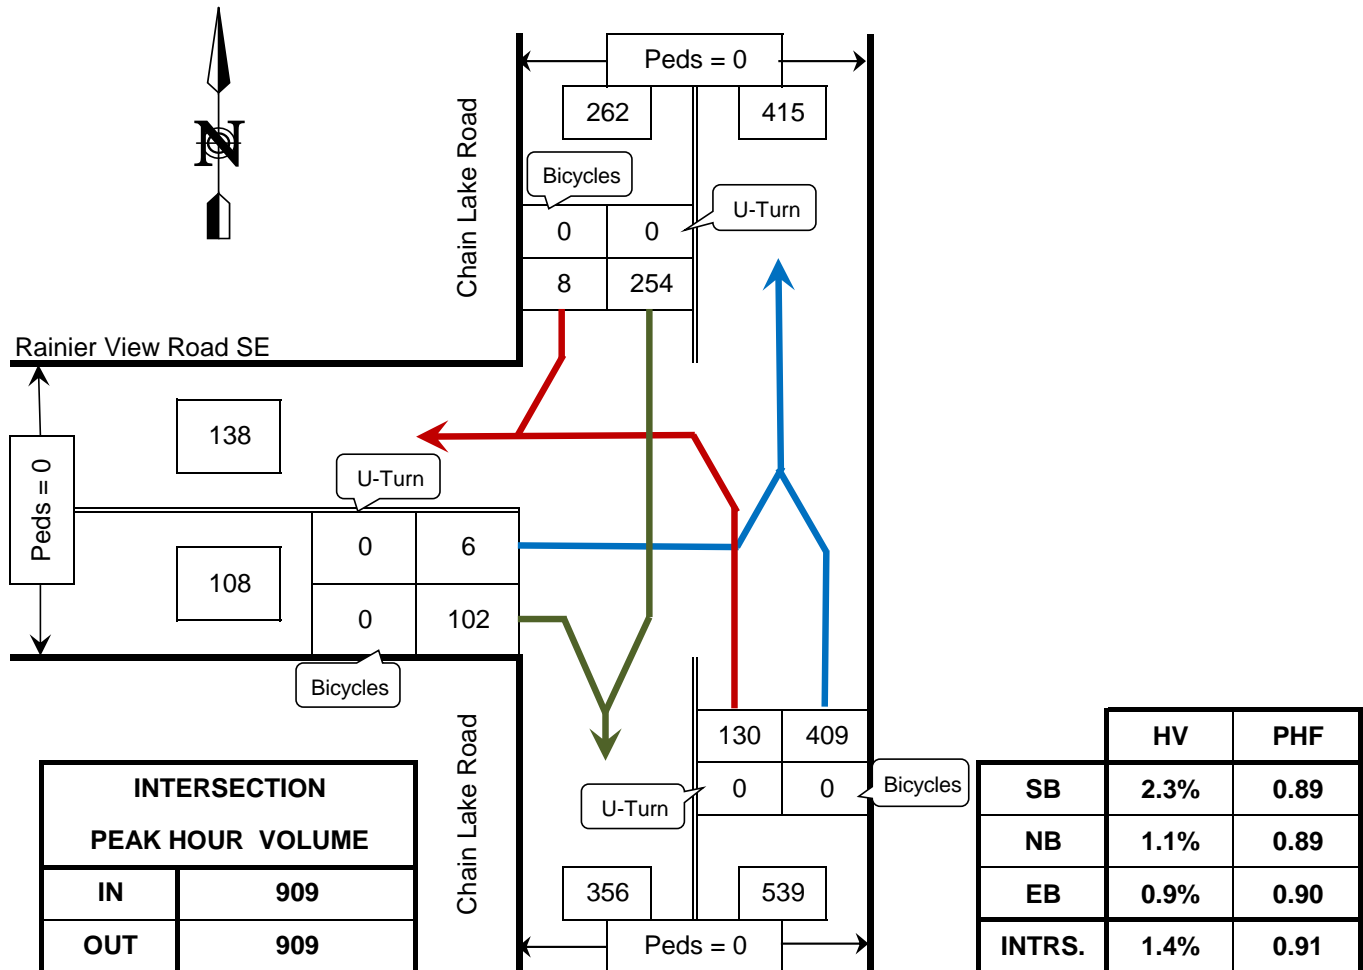 Peds = 0
262 415
N
Chain Lake Road
Bicycles
U-Turn
0 0
8 254
Rainier View Road SE
138
U-Turn
Peds = 0
0 6
108
0 102
Bicycles
130 409
Chain Lake Road
U-Turn
0 0
Bicycles
356 539
Peds = 0
INTERSECTION
PEAK HOUR VOLUME
IN 909
OUT 909
HV PHF
SB 2.3% 0.89
NB 1.1% 0.89
EB 0.9% 0.90
INTRS. 1.4% 0.91